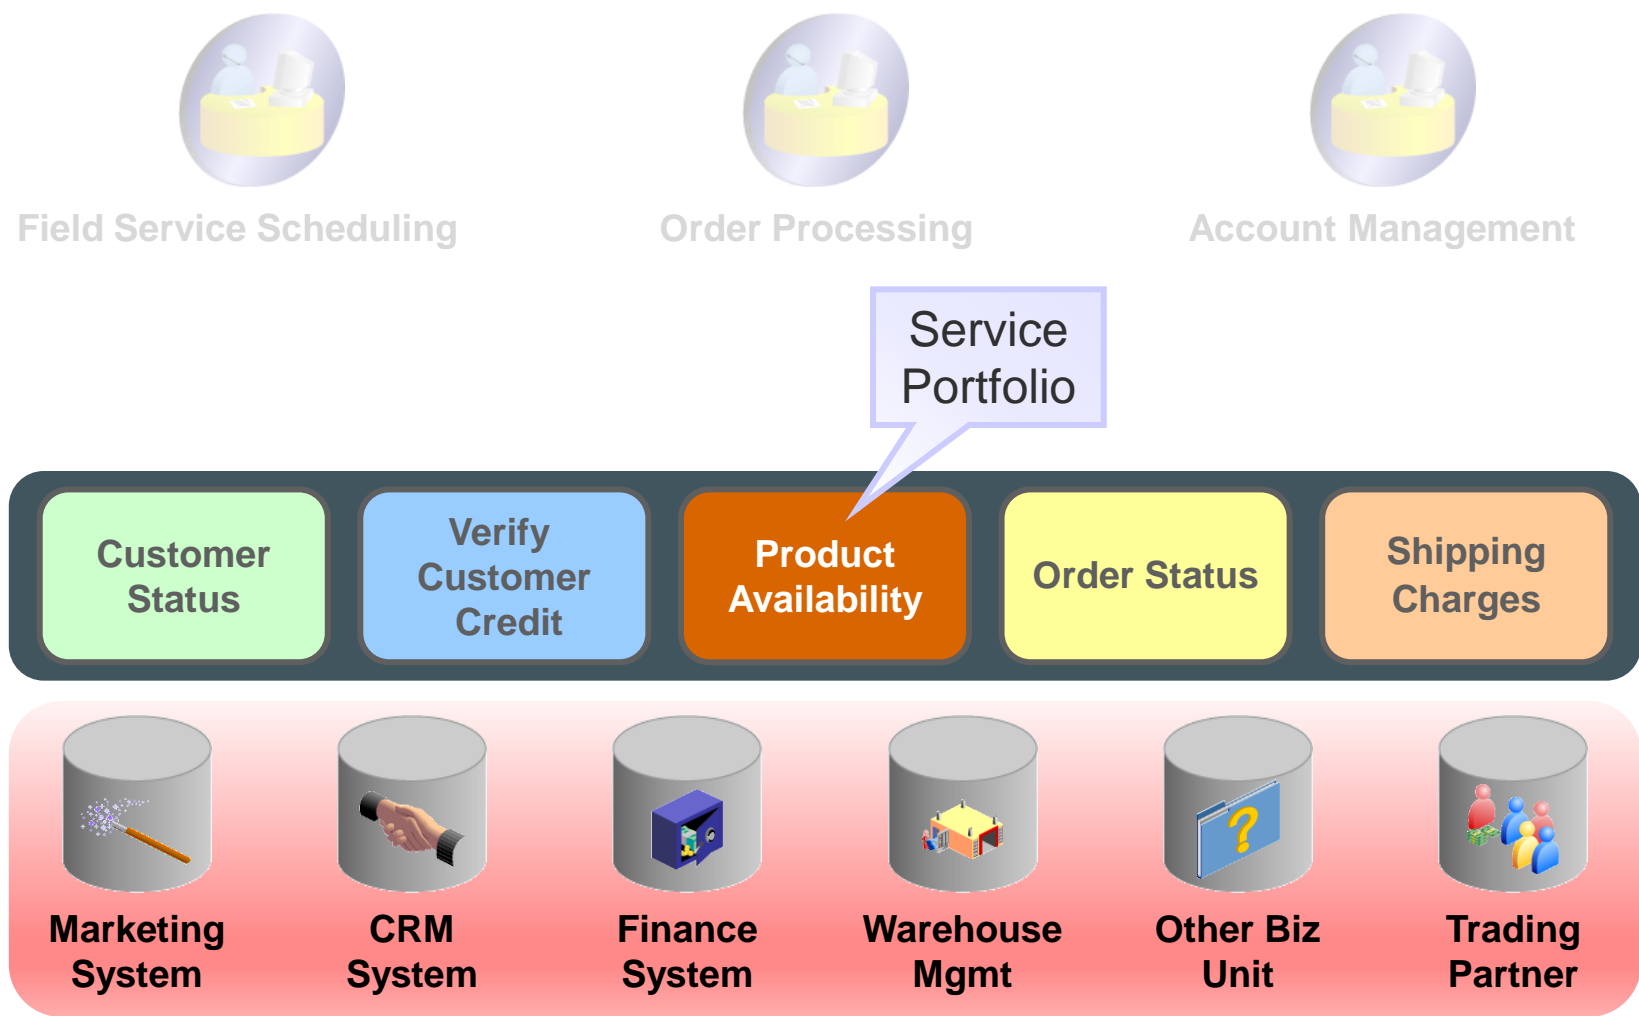 Field Service Scheduling
Order Processing
Account Management
Service
Portfolio
Customer
Status
Verify
Customer
Credit
Product
Availability
Order Status
Shipping
Charges
Marketing
System
CRM
System
Finance
System
Warehouse
Mgmt
Other Biz
Unit
Trading
Partner